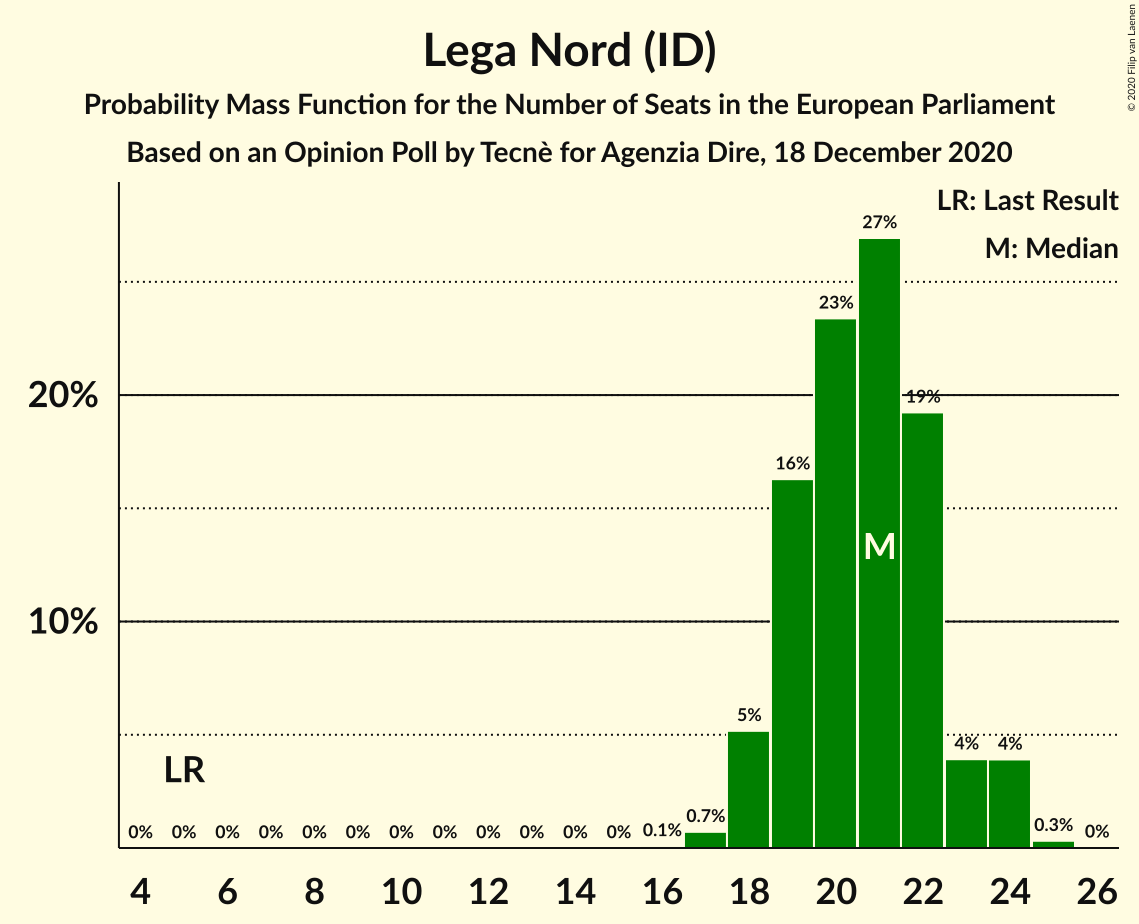 Lega Nord (ID)
Probability Mass Function for the Number of Seats in the European Parliament
Based on an Opinion Poll by Tecnè for Agenzia Dire, 18 December 2020
© 2020 Filip van Laenen
LR: Last Result
M: Median
27%
23%
20%
19%
16%
M
10%
5%
4% 4%
LR
0% 0% 0% 0% 0% 0% 0% 0% 0% 0% 0% 0% 0.1% 0.7% 0.3% 0%
4 6 8 10 12 14 16 18 20 22 24 26